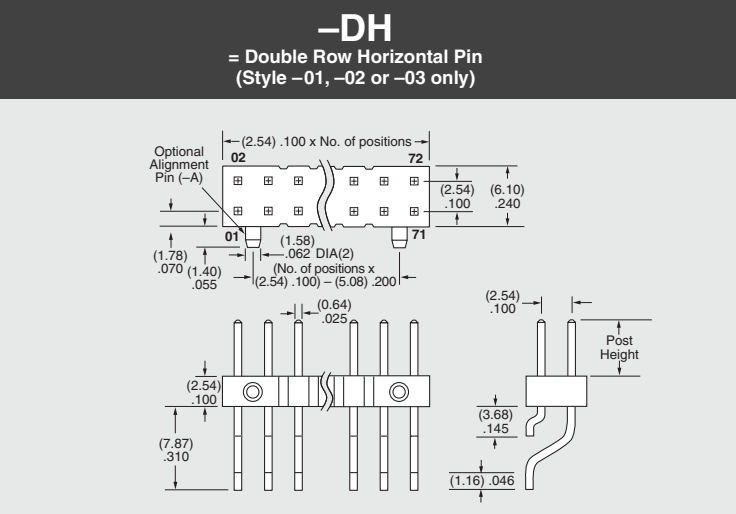 –DH
= Double Row Horizontal Pin
(Style –01, –02 or –03 only)
(2.54) .100 x No. of positions
Optional
Alignment
Pin (–A)
02
72
01
71
(2.54)
.100
(6.10)
.240
(1.78)
.070
(1.40)
.055
(1.58)
.062 DIA(2)
(No. of positions x
(2.54) .100) – (5.08) .200
(0.64)
.025
(2.54)
.100
Post
Height
(2.54)
.100
(7.87)
.310
(3.68)
.145
(1.16) .046